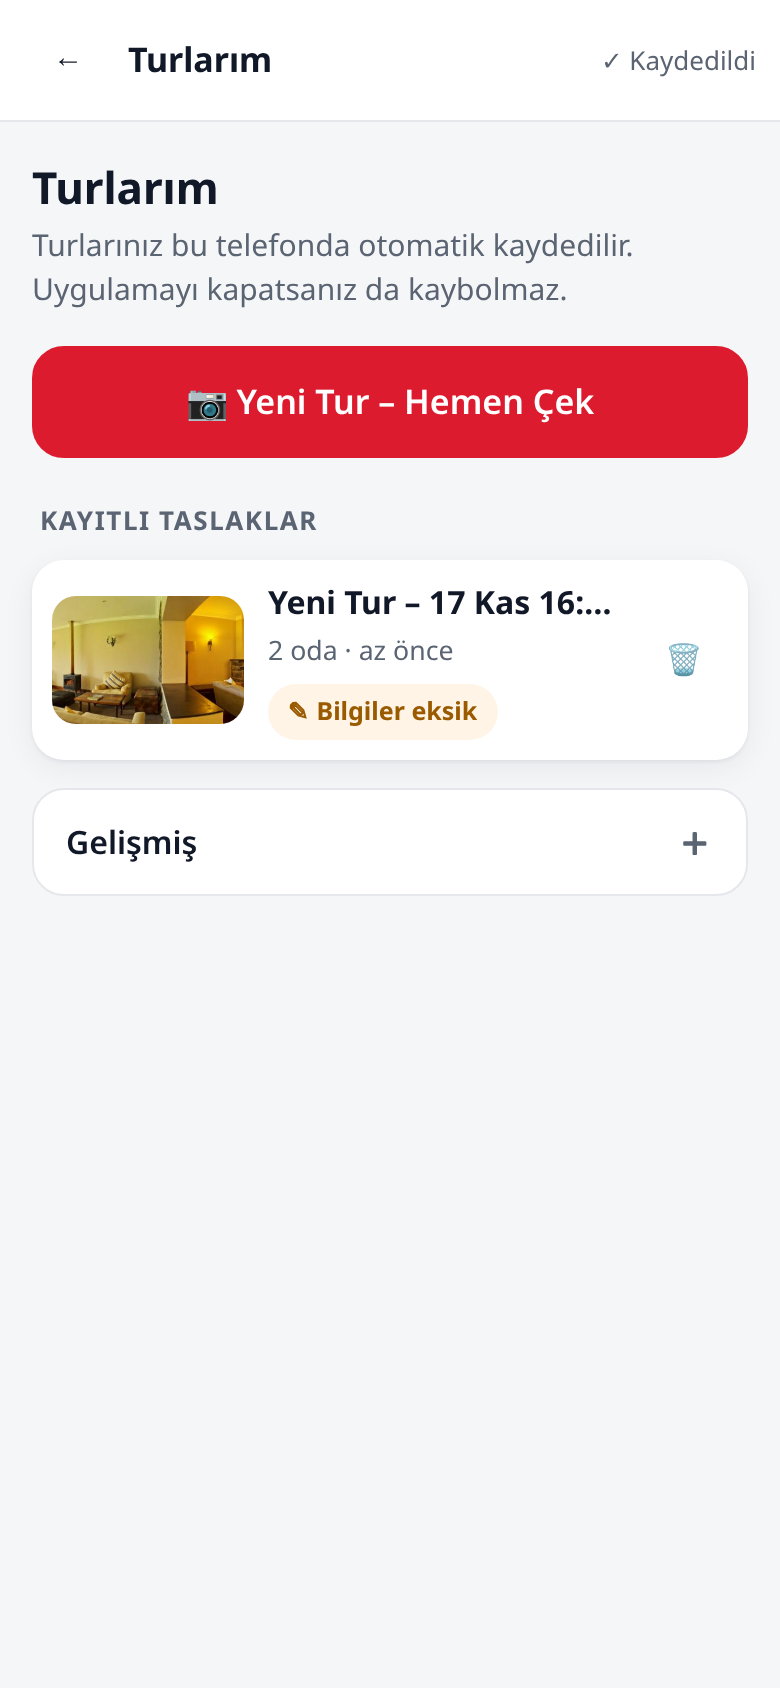 ← Turlarım ✓ Kaydedildi
Turlarım
Turlarınız bu telefonda otomatik kaydedilir.
Uygulamayı kapatsanız da kaybolmaz.
📷 Yeni Tur – Hemen Çek
KAYITLI TASLAKLAR
Yeni Tur – 17 Kas 16:...
2 oda · az önce
✎ Bilgiler eksik
Gelişmiş +